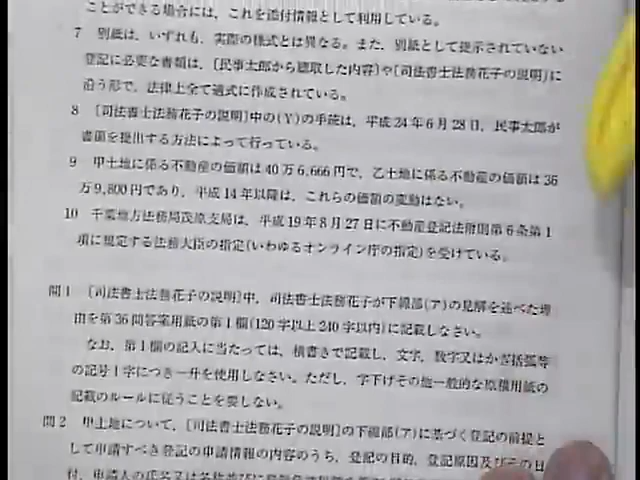 ことができる場合には，これを添付情報として利用している。
7 別紙は，いずれも，実際の様式とは異なる。また，別紙として提示されていない
登記に必要な書類は，〔民事太郎から聴取した内容〕や〔司法書士法務花子の説明〕に
沿う形で，法律上全て適式に作成されている。
8 〔司法書士法務花子の説明〕中の(Y)の手続は，平成24年6月28日，民事太郎が
書面を提出する方法によって行っている。
9 甲土地に係る不動産の価額は40万6,666円で，乙土地に係る不動産の価額は36
万9,800円であり，平成14年以降は，これらの価額の変動はない。
10 千葉地方法務局茂原支局は，平成19年8月27日に不動産登記法附則第6条第1
項に規定する法務大臣の指定(いわゆるオンライン庁の指定)を受けている。
問1 〔司法書士法務花子の説明〕中，司法書士法務花子が下線部(ア)の見解を述べた理
由を第36問答案用紙の第1欄(120字以上240字以内)に記載しなさい。
なお，第1欄の記入に当たっては，横書きで記載し，文字，数字又はかぎ括弧等
の記号1字につき一升を使用しなさい。ただし，字下げその他一般的な原稿用紙の
記載のルールに従うことを要しない。
問2 甲土地について，〔司法書士法務花子の説明〕の下線部(ア)に基づく登記の前提と
して申請すべき登記の申請情報の内容のうち，登記の目的，登記原因及びその日
付，申請人の氏名又は名称並びに